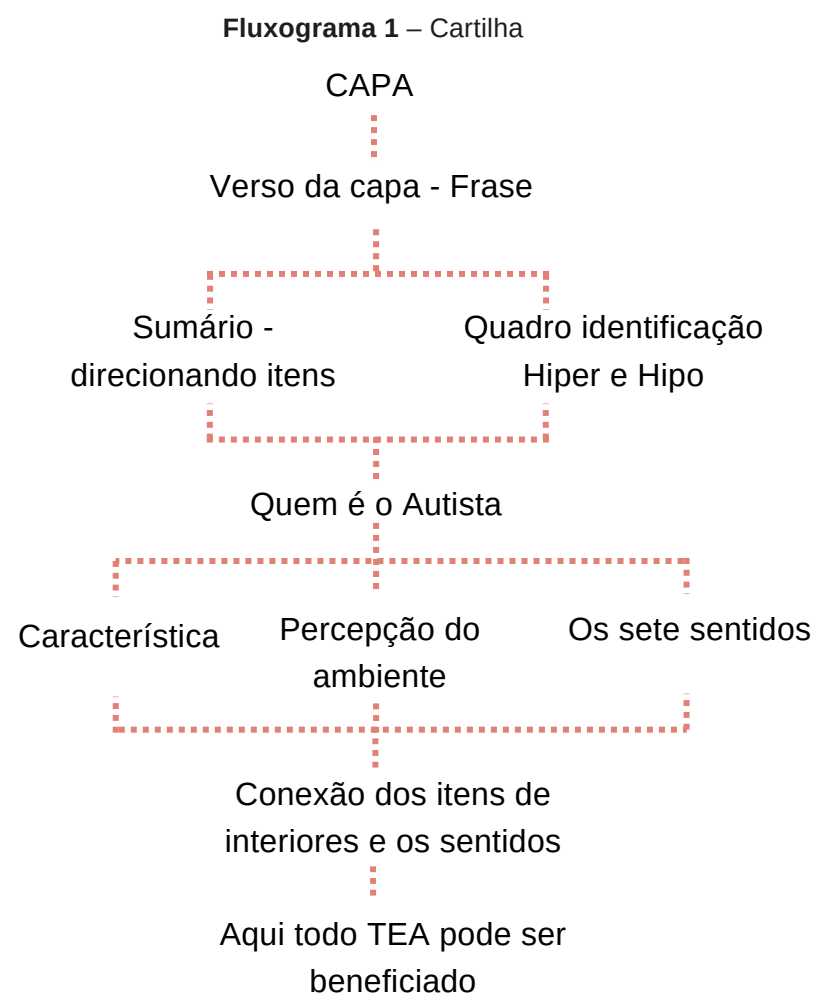 Fluxograma 1 – Cartilha
CAPA
Verso da capa - Frase
Sumário -
direcionando itens
Quadro identificação
Hiper e Hipo
Quem é o Autista
Característica
Percepção do
ambiente
Os sete sentidos
Conexão dos itens de
interiores e os sentidos
Aqui todo TEA pode ser
beneficiado